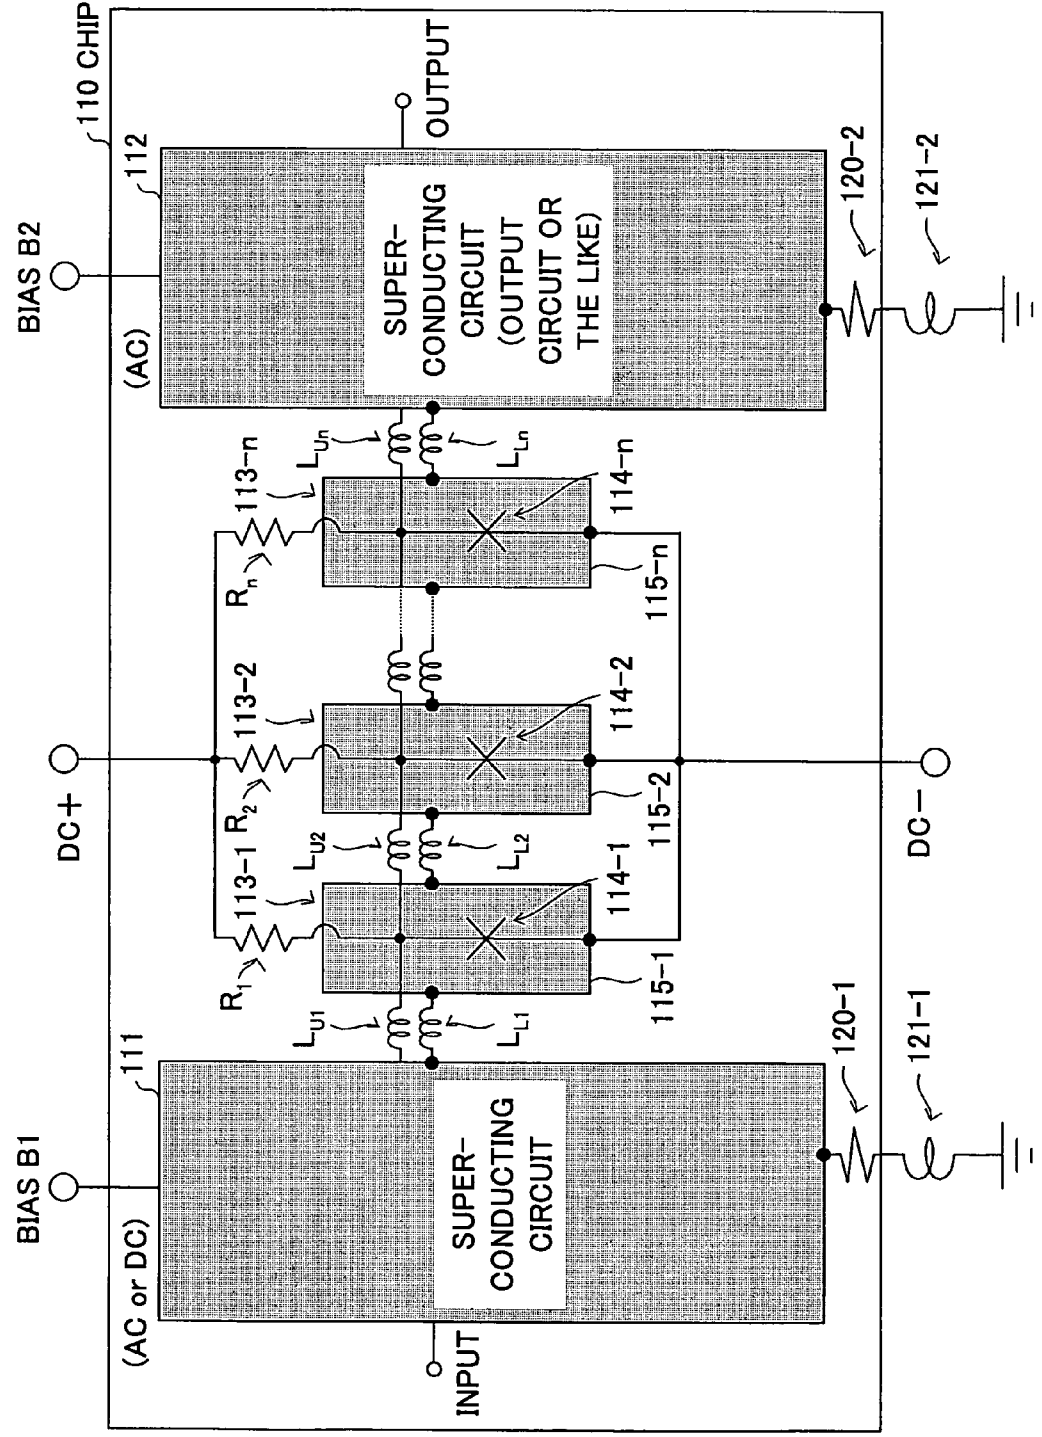 110 CHIP
BIAS B1
(AC or DC)
111
INPUT
SUPER-
CONDUCTING
CIRCUIT
DC+
BIAS B2
(AC)
112
OUTPUT
SUPER-
CONDUCTING
CIRCUIT
(OUTPUT
CIRCUIT OR
THE LIKE)
R1
113-1
R2
113-2
Rn
113-n
LU1
LU2
LUn
LL1
LL2
LLn
114-1
114-2
114-n
115-1
115-2
115-n
DC-
120-1
121-1
120-2
121-2